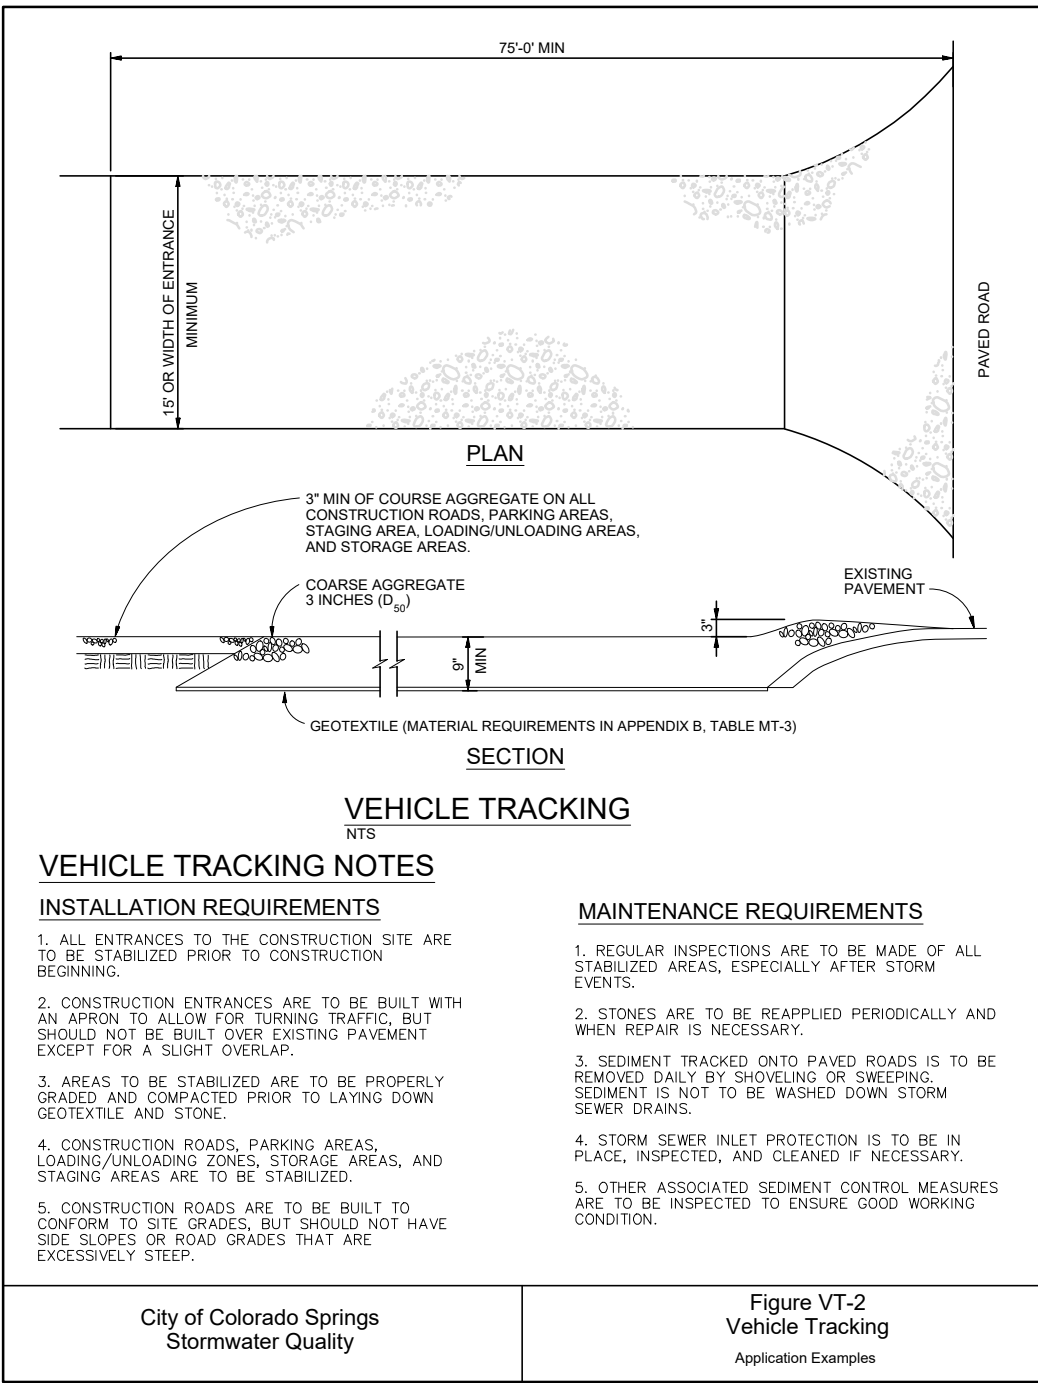 75'-0' MIN
15' OR WIDTH OF ENTRANCE
MINIMUM
PAVED ROAD
PLAN
3" MIN OF COURSE AGGREGATE ON ALL
CONSTRUCTION ROADS, PARKING AREAS,
STAGING AREA, LOADING/UNLOADING AREAS,
AND STORAGE AREAS.
COARSE AGGREGATE
3 INCHES (D50)
EXISTING
PAVEMENT
3"
9"
MIN
GEOTEXTILE (MATERIAL REQUIREMENTS IN APPENDIX B, TABLE MT-3)
SECTION
VEHICLE TRACKING
NTS
VEHICLE TRACKING NOTES
INSTALLATION REQUIREMENTS
1. ALL ENTRANCES TO THE CONSTRUCTION SITE ARE
TO BE STABILIZED PRIOR TO CONSTRUCTION
BEGINNING.
2. CONSTRUCTION ENTRANCES ARE TO BE BUILT WITH
AN APRON TO ALLOW FOR TURNING TRAFFIC, BUT
SHOULD NOT BE BUILT OVER EXISTING PAVEMENT
EXCEPT FOR A SLIGHT OVERLAP.
3. AREAS TO BE STABILIZED ARE TO BE PROPERLY
GRADED AND COMPACTED PRIOR TO LAYING DOWN
GEOTEXTILE AND STONE.
4. CONSTRUCTION ROADS, PARKING AREAS,
LOADING/UNLOADING ZONES, STORAGE AREAS, AND
STAGING AREAS ARE TO BE STABILIZED.
5. CONSTRUCTION ROADS ARE TO BE BUILT TO
CONFORM TO SITE GRADES, BUT SHOULD NOT HAVE
SIDE SLOPES OR ROAD GRADES THAT ARE
EXCESSIVELY STEEP.
MAINTENANCE REQUIREMENTS
1. REGULAR INSPECTIONS ARE TO BE MADE OF ALL
STABILIZED AREAS, ESPECIALLY AFTER STORM
EVENTS.
2. STONES ARE TO BE REAPPLIED PERIODICALLY AND
WHEN REPAIR IS NECESSARY.
3. SEDIMENT TRACKED ONTO PAVED ROADS IS TO BE
REMOVED DAILY BY SHOVELING OR SWEEPING.
SEDIMENT IS NOT TO BE WASHED DOWN STORM
SEWER DRAINS.
4. STORM SEWER INLET PROTECTION IS TO BE IN
PLACE, INSPECTED, AND CLEANED IF NECESSARY.
5. OTHER ASSOCIATED SEDIMENT CONTROL MEASURES
ARE TO BE INSPECTED TO ENSURE GOOD WORKING
CONDITION.
City of Colorado Springs
Stormwater Quality
Figure VT-2
Vehicle Tracking
Application Examples